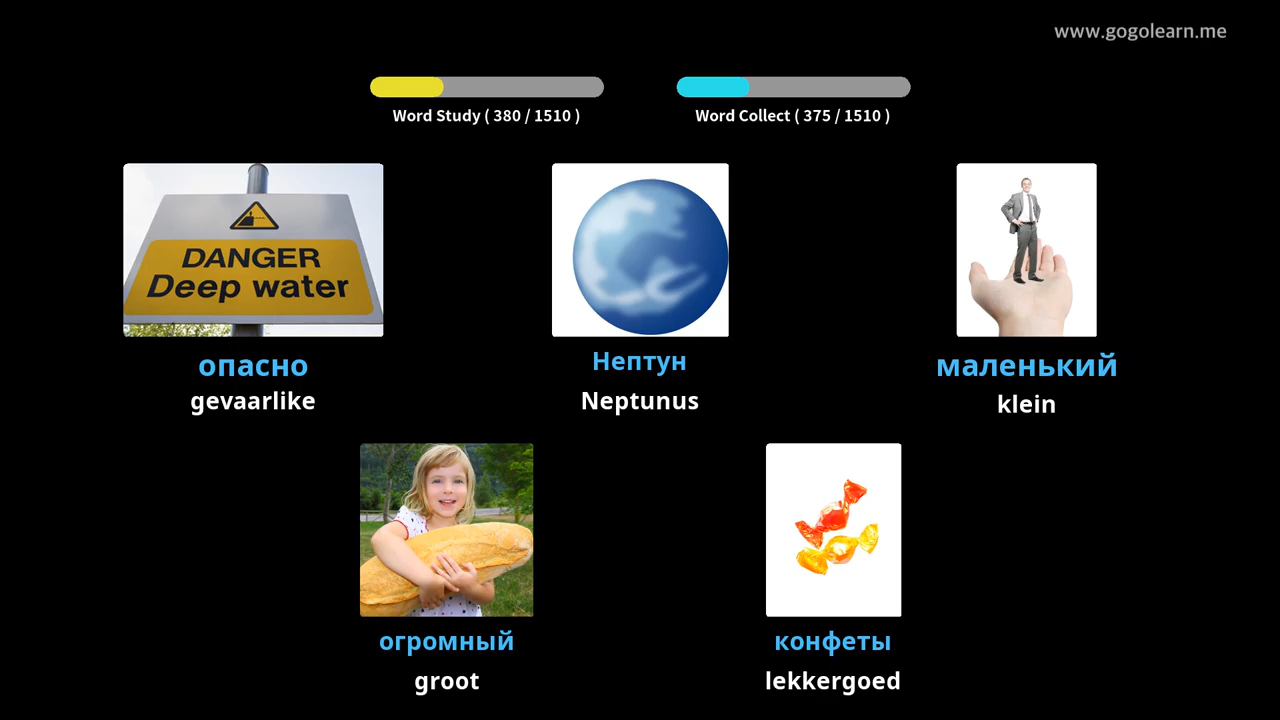 www.gogolearn.me
Word Study ( 380 / 1510 )
Word Collect ( 375 / 1510 )
DANGER
Deep water
опасно
gevaarlike
Нептун
Neptunus
маленький
klein
огромный
groot
конфеты
lekkergoed